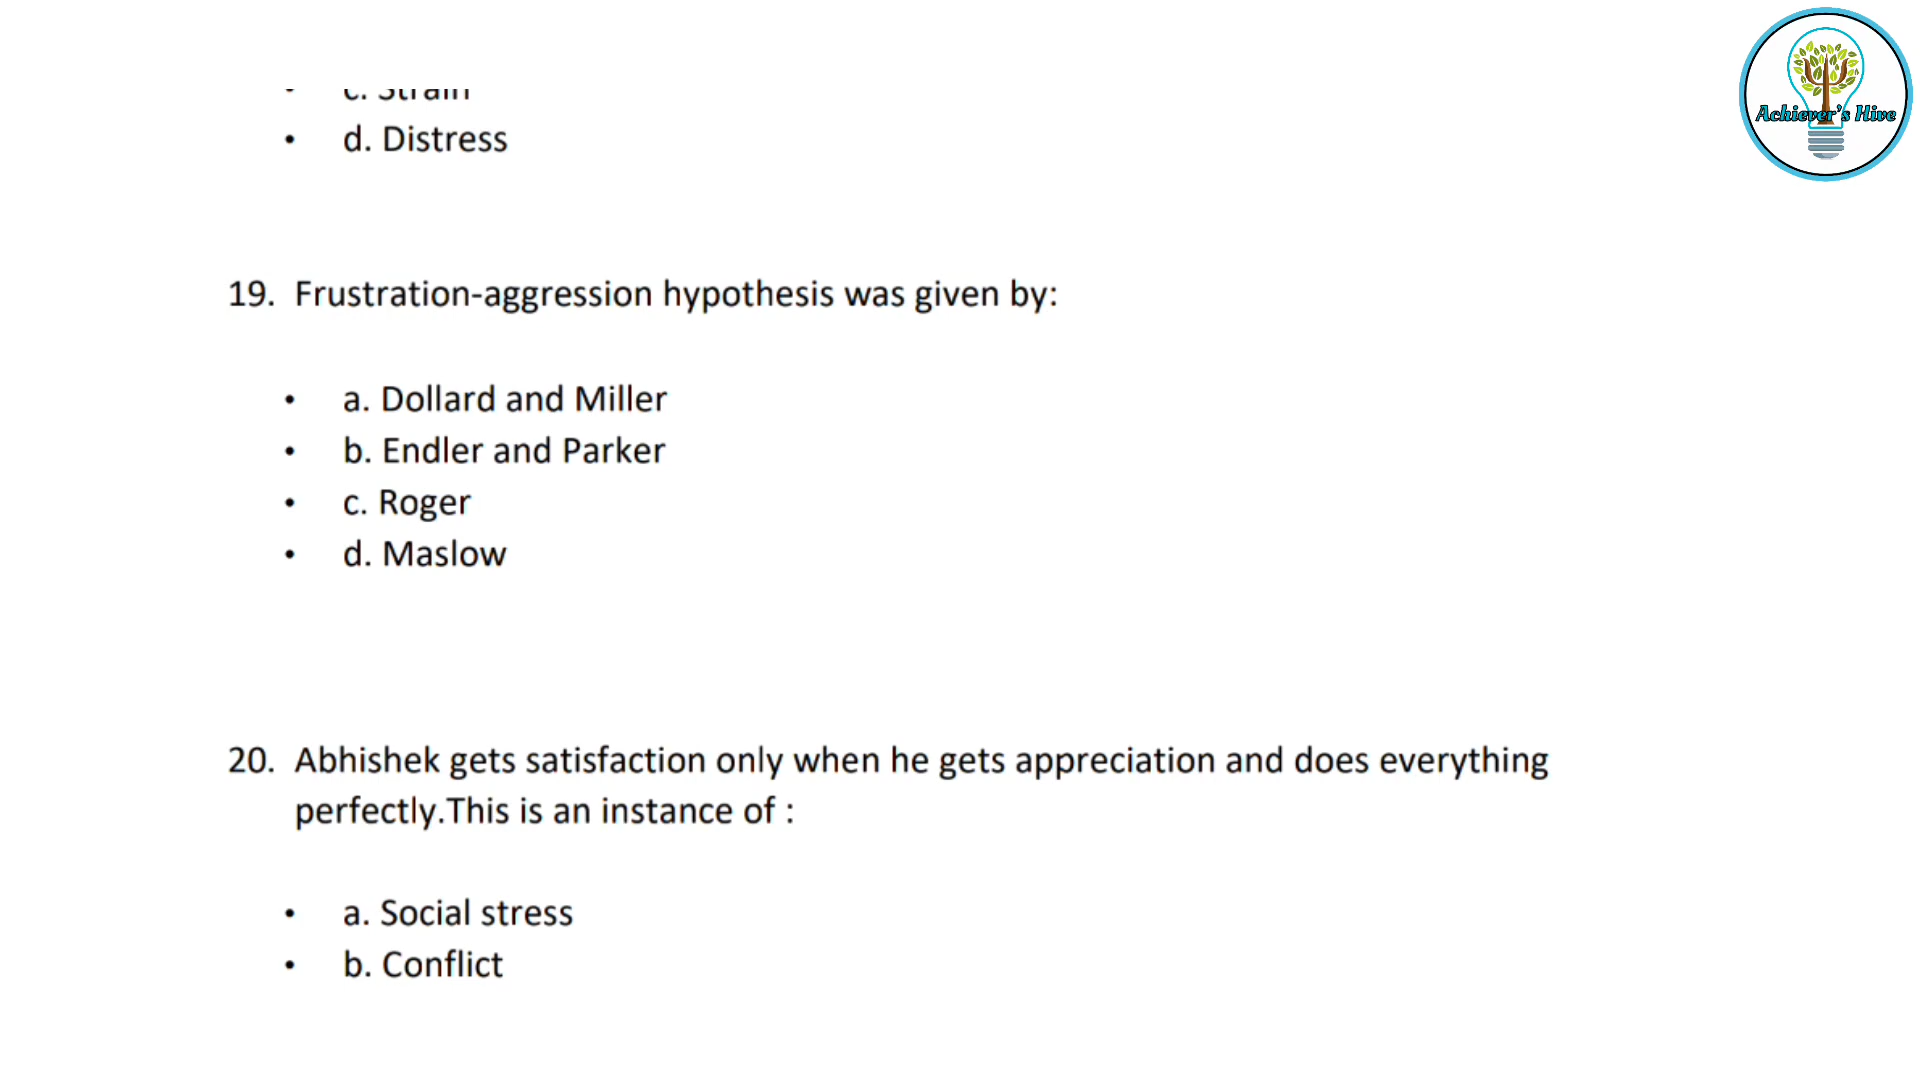 c. Strain
• d. Distress
Achiever's Hive
19. Frustration-aggression hypothesis was given by:
• a. Dollard and Miller
• b. Endler and Parker
• c. Roger
• d. Maslow
20. Abhishek gets satisfaction only when he gets appreciation and does everything
perfectly.This is an instance of :
• a. Social stress
• b. Conflict